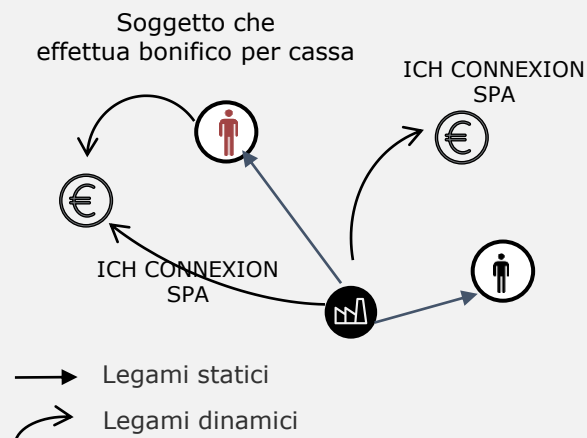 Soggetto che
effettua bonifico per cassa
ICH CONNEXION
SPA
ICH CONNEXION
SPA
Legami statici
Legami dinamici